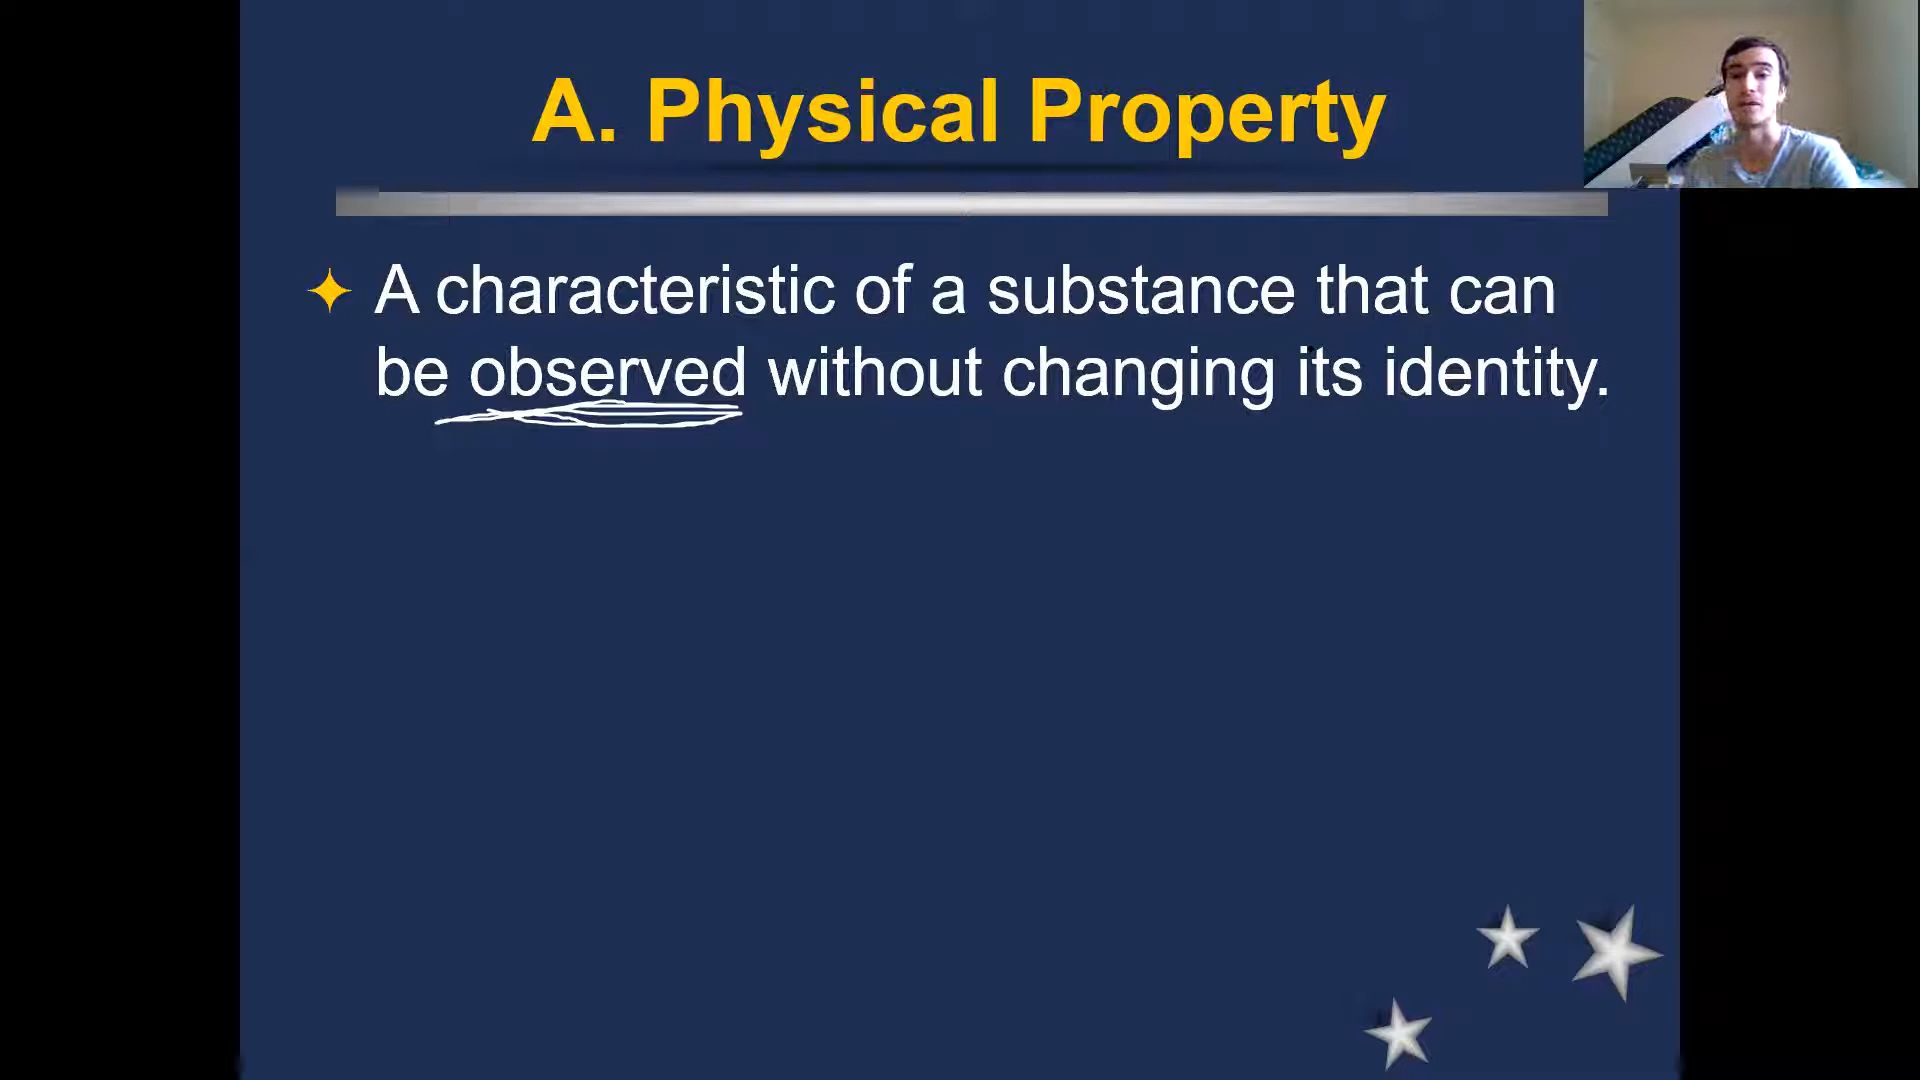 A. Physical Property
A characteristic of a substance that can
be observed without changing its identity.